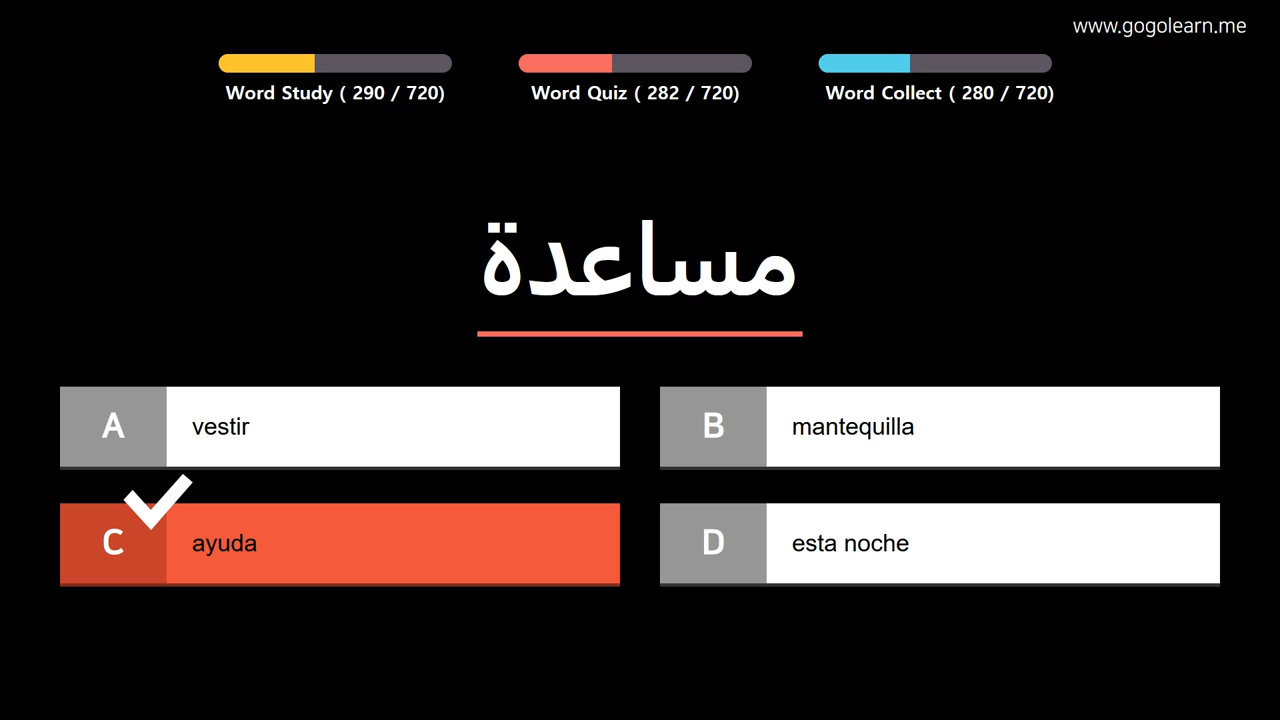 www.gogolearn.me
Word Study ( 290 / 720)
Word Quiz ( 282 / 720)
Word Collect ( 280 / 720)
مساعدة
A vestir
B mantequilla
C ayuda
D esta noche